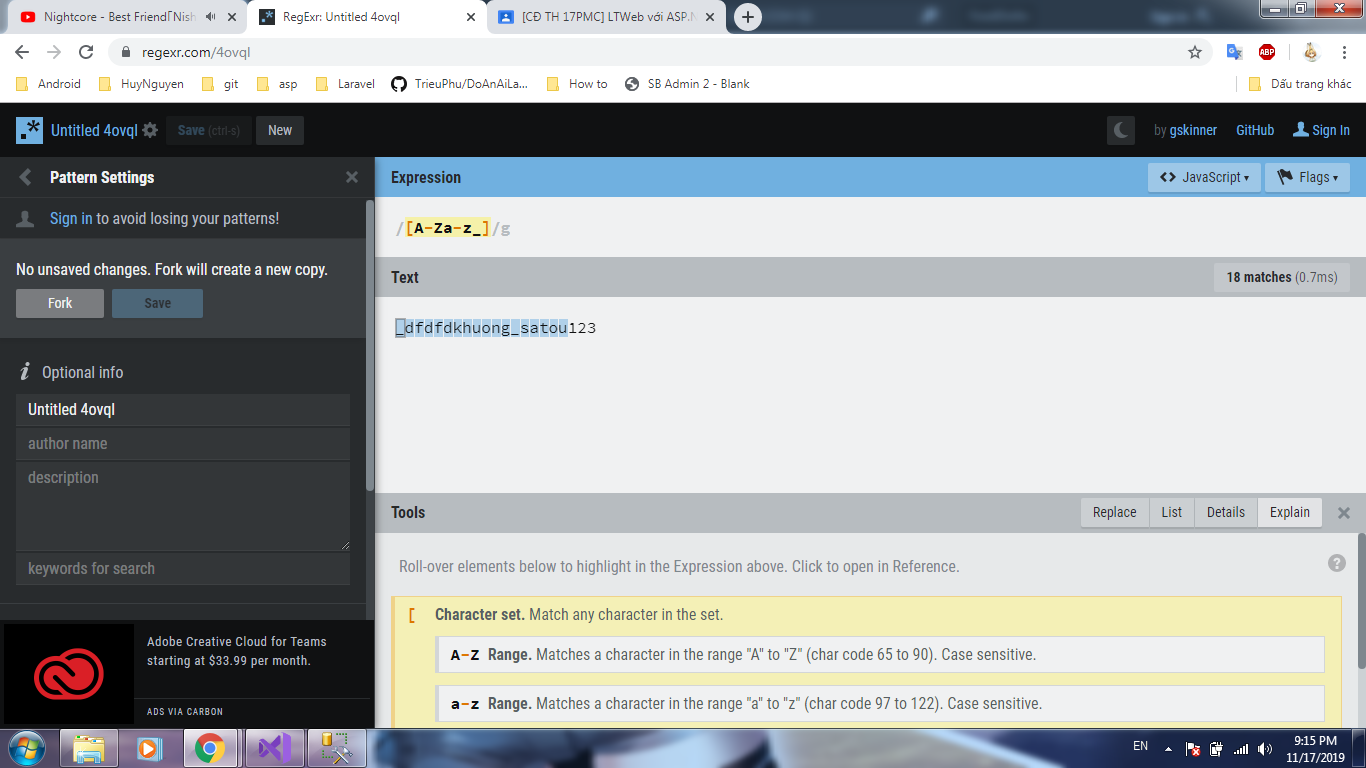 Nightcore - Best Friend「Nish
RegExr: Untitled 4ovql
[CĐ TH 17PMC] LTWeb với ASP.N
regexr.com/4ovql
ABP
Android
HuyNguyen
git
asp
Laravel
TrieuPhu/DoAnAiLa...
How to
SB Admin 2 - Blank
Dấu trang khác
.*
Untitled 4ovql
Save (ctrl-s)
New
by gskinner
GitHub
Sign In
Pattern Settings
Sign in to avoid losing your patterns!
No unsaved changes. Fork will create a new copy.
Fork
Save
Optional info
Untitled 4ovql
author name
description
keywords for search
Adobe Creative Cloud for Teams
starting at $33.99 per month.
ADS VIA CARBON
Expression
JavaScript
Flags
/[A-Za-z_]/g
Text
18 matches (0.7ms)
_dfdfdkhuong_satou123
Tools
Replace
List
Details
Explain
Roll-over elements below to highlight in the Expression above. Click to open in Reference.
?
[ Character set. Match any character in the set.
A-Z Range. Matches a character in the range "A" to "Z" (char code 65 to 90). Case sensitive.
a-z Range. Matches a character in the range "a" to "z" (char code 97 to 122). Case sensitive.
EN
9:15 PM
11/17/2019